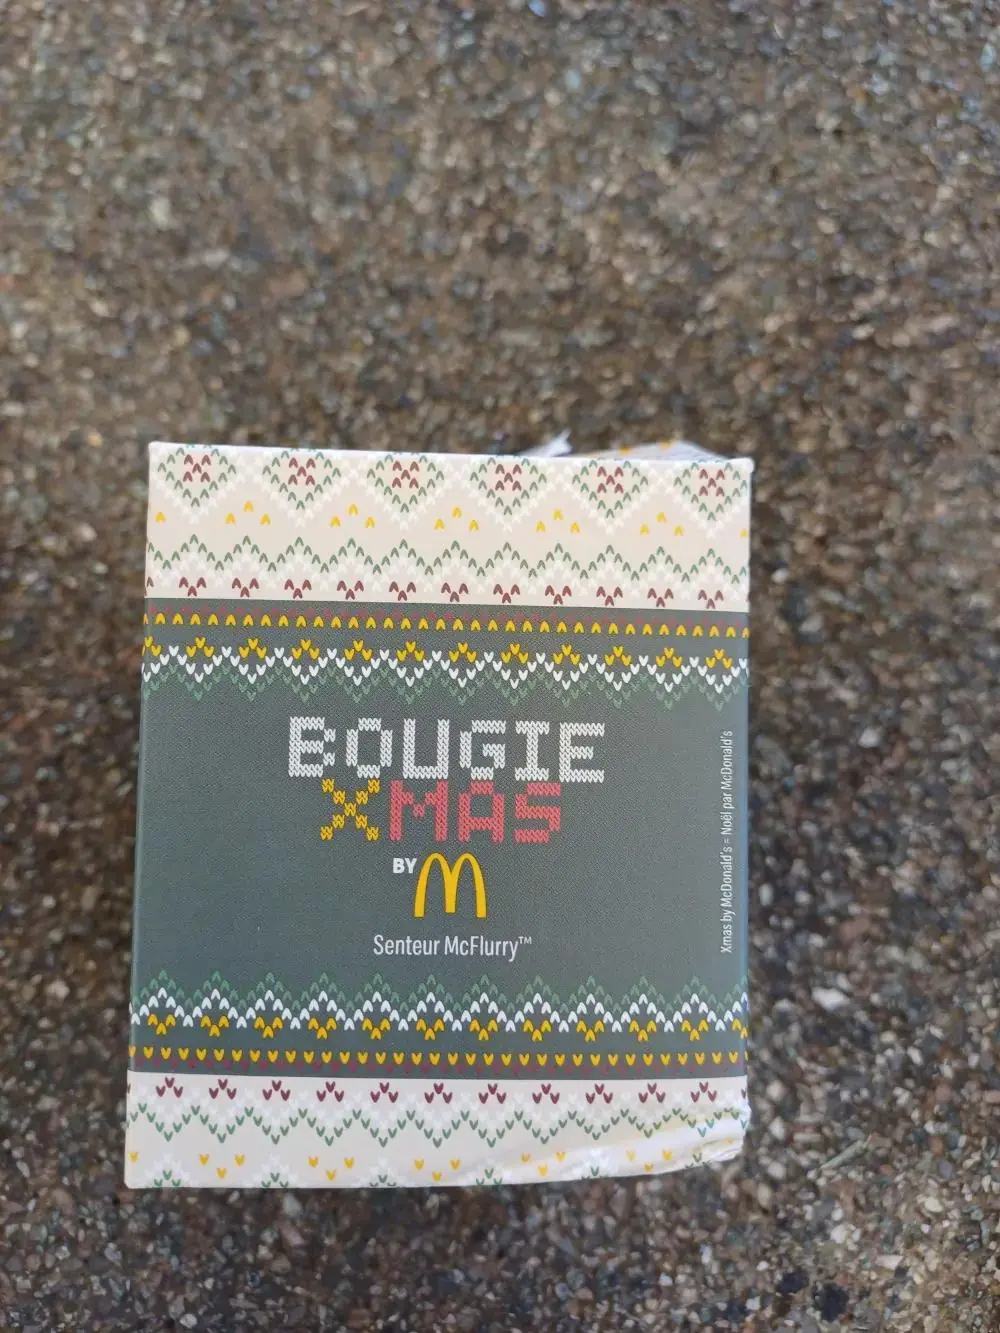 BOUGIE
XMAS
BY
Senteur McFlurry™
Xmas by McDonald's = Noël par McDonald's